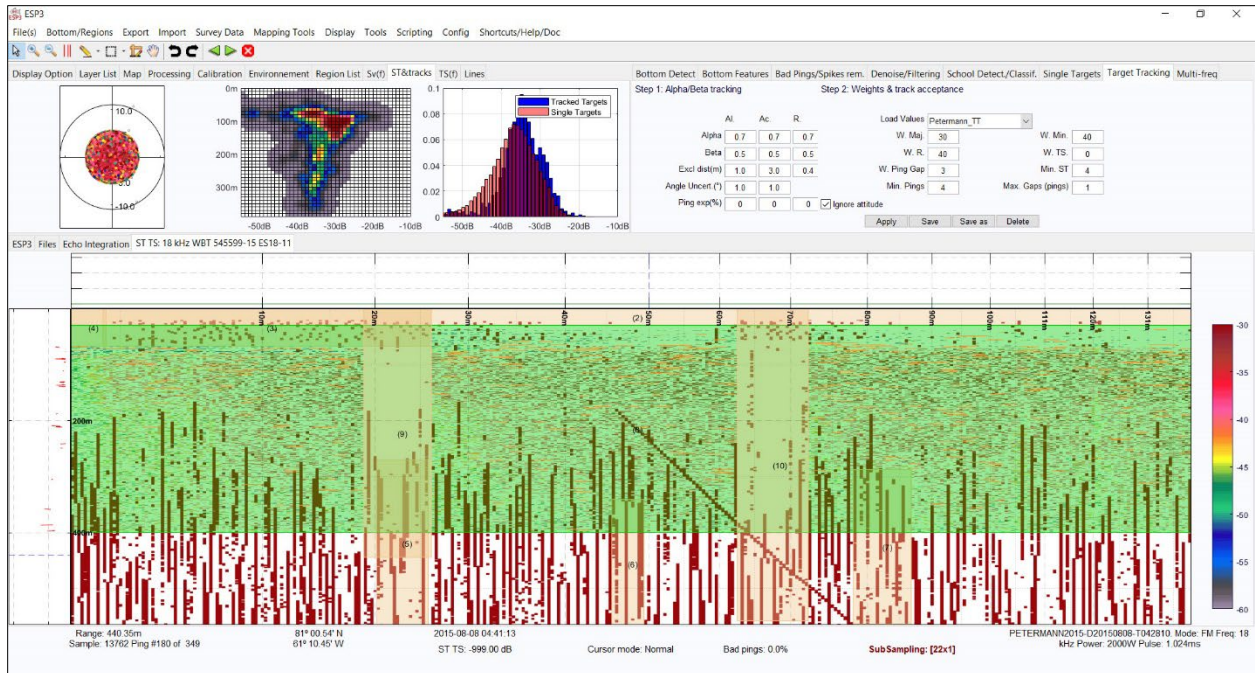 ESP3
File(s) Bottom/Regions Export Import Survey Data Mapping Tools Display Tools Scripting Config Shortcuts/Help/Doc
Display Option Layer List Map Processing Calibration Environnement Region List Sv(f) ST&tracks TS(f) Lines
Bottom Detect Bottom Features Bad Pings/Spikes rem. Denoise/Filtering School Detect./Classif. Single Targets Target Tracking Multi-freq
10.0°
-10.0°
0m
100m
200m
300m
-50dB -40dB -30dB -20dB -10dB
0.1
0.08
0.06
0.04
0.02
0
Tracked Targets
Single Targets
-50dB -40dB -30dB -20dB -10dB
Step 1: Alpha/Beta tracking
Al. Ac. R.
Alpha 0.7 0.7 0.7
Beta 0.5 0.5 0.5
Excl dist(m) 1.0 3.0 0.4
Angle Uncert.(°) 1.0 1.0
Ping exp(%) 0 0 0
Ignore attitude
Step 2: Weights & track acceptance
Load Values Petermann_TT
W. Maj. 30 W. Min. 40
W. R. 40 W. TS. 0
W. Ping Gap 3 Min. ST 4
Min. Pings 4 Max. Gaps (pings) 1
Apply Save Save as Delete
ESP3 Files Echo Integration ST TS: 18 kHz WBT 545599-15 ES18-11
10m 20m 30m 40m 50m 60m 70m 80m 90m 100m 111m 120m 131m
(4) (3) (2)
200m
(9) (8)
(10)
400m
(5) (6) (7)
-30
-35
-40
-45
-50
-55
-60
Range: 440.35m
Sample: 13762 Ping #180 of 349
81° 00.54' N
61° 10.45' W
2015-08-08 04:41:13
ST TS: -999.00 dB
Cursor mode: Normal
Bad pings: 0.0%
SubSampling: [22x1]
PETERMANN2015-D20150808-T042810. Mode: FM Freq: 18
kHz Power: 2000W Pulse: 1.024ms